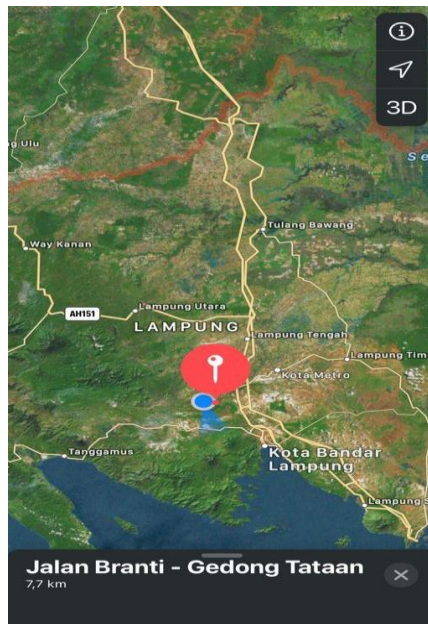 3D
g Ulu
Se
Tulang Bawang
Way Kanan
AH151
Lampung Utara
LAMPUNG
Lampung Tengah
Lampung Tim
Kota Metro
Tanggamus
Kota Bandar
Lampung
Lampung S
Jalan Branti - Gedong Tataan
7,7 km